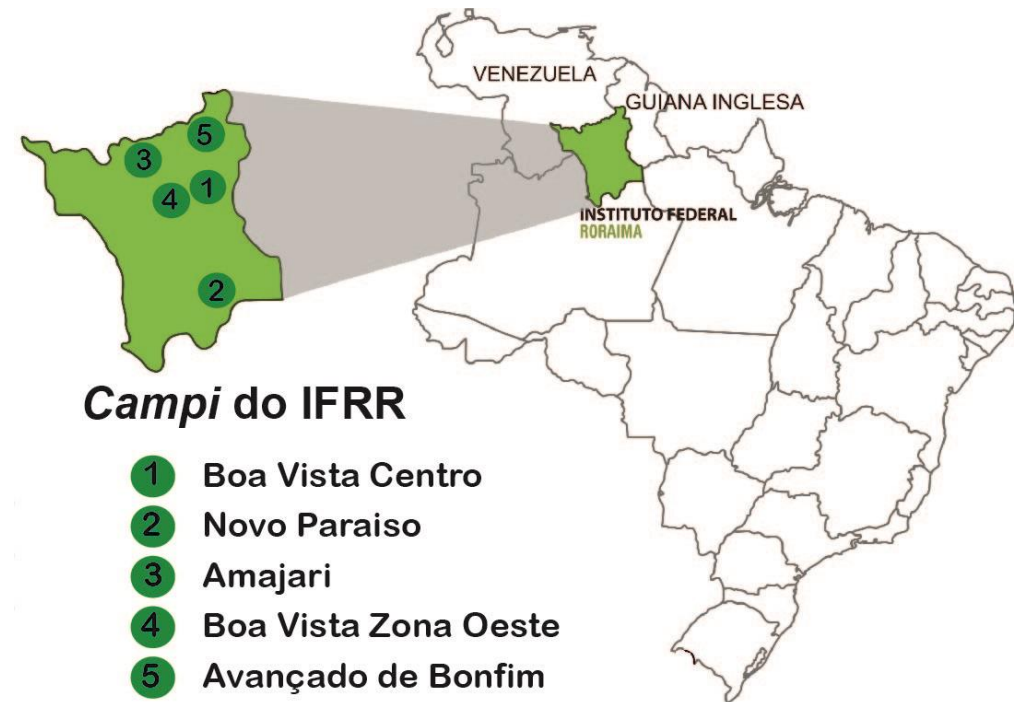 VENEZUELA
GUIANA INGLESA
INSTITUTO FEDERAL
RORAIMA
5
3
4
1
2
Campi do IFRR
1 Boa Vista Centro
2 Novo Paraiso
3 Amajari
4 Boa Vista Zona Oeste
5 Avançado de Bonfim